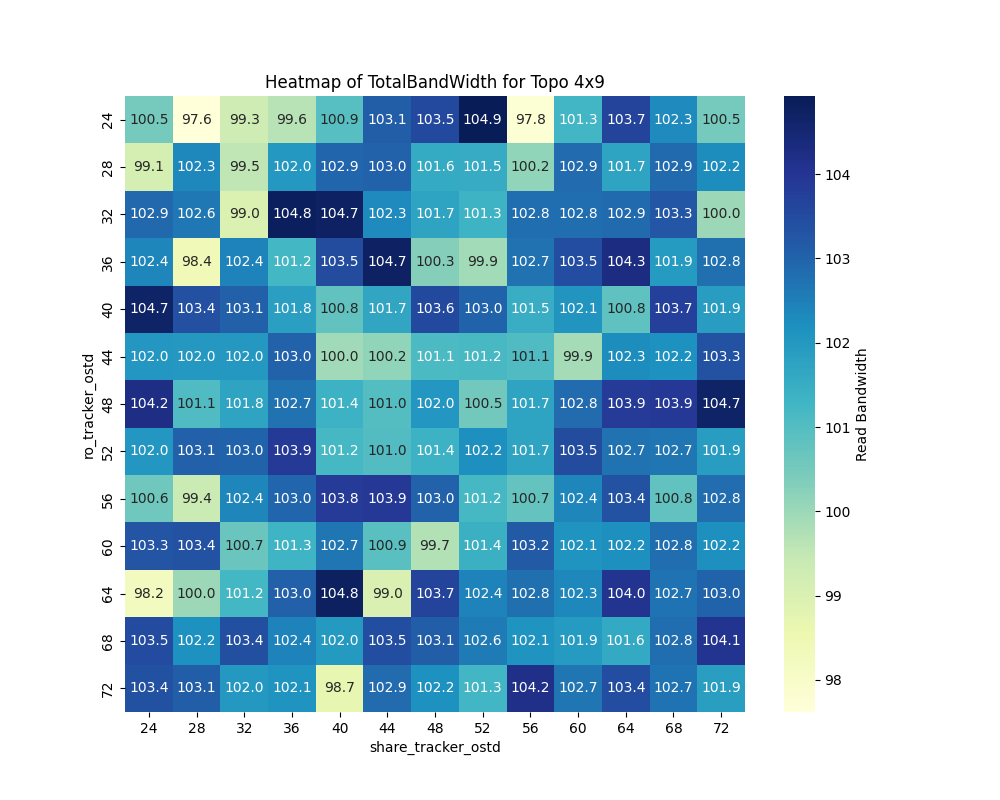 Heatmap of TotalBandWidth for Topo 4x9
24 100.5 97.6 99.3 99.6 100.9 103.1 103.5 104.9 97.8 101.3 103.7 102.3 100.5
28 99.1 102.3 99.5 102.0 102.9 103.0 101.6 101.5 100.2 102.9 101.7 102.9 102.2
32 102.9 102.6 99.0 104.8 104.7 102.3 101.7 101.3 102.8 102.8 102.9 103.3 100.0
36 102.4 98.4 102.4 101.2 103.5 104.7 100.3 99.9 102.7 103.5 104.3 101.9 102.8
40 104.7 103.4 103.1 101.8 100.8 101.7 103.6 103.0 101.5 102.1 100.8 103.7 101.9
44 102.0 102.0 102.0 103.0 100.0 100.2 101.1 101.2 101.1 99.9 102.3 102.2 103.3
48 104.2 101.1 101.8 102.7 101.4 101.0 102.0 100.5 101.7 102.8 103.9 103.9 104.7
52 102.0 103.1 103.0 103.9 101.2 101.0 101.4 102.2 101.7 103.5 102.7 102.7 101.9
56 100.6 99.4 102.4 103.0 103.8 103.9 103.0 101.2 100.7 102.4 103.4 100.8 102.8
60 103.3 103.4 100.7 101.3 102.7 100.9 99.7 101.4 103.2 102.1 102.2 102.8 102.2
64 98.2 100.0 101.2 103.0 104.8 99.0 103.7 102.4 102.8 102.3 104.0 102.7 103.0
68 103.5 102.2 103.4 102.4 102.0 103.5 103.1 102.6 102.1 101.9 101.6 102.8 104.1
72 103.4 103.1 102.0 102.1 98.7 102.9 102.2 101.3 104.2 102.7 103.4 102.7 101.9
24 28 32 36 40 44 48 52 56 60 64 68 72
share_tracker_ostd
ro_tracker_ostd
104
103
102
101
100
99
98
Read Bandwidth